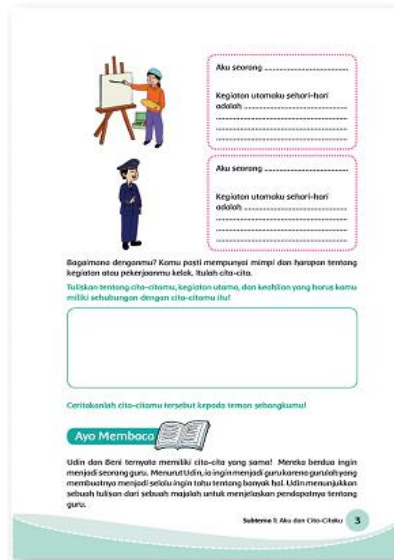 Aku seorang
Kegiatan utamaku sehari-hari
adalah
Aku seorang
Kegiatan utamaku sehari-hari
adalah
Bagaimana denganmu? Kamu pasti mempunyai mimpi dan harapan tentang
kegiatan atau pekerjaanmu kelak. Itulah cita-cita.
Tuliskan tentang cita-citamu, kegiatan utama, dan keahlian yang harus kamu
miliki sehubungan dengan cita-citamu itu!
Ceritakanlah cita-citamu tersebut kepada teman sebangkumu!
Ayo Membaca
Udin dan Beni ternyata memiliki cita-cita yang sama! Mereka berdua ingin
menjadi seorang guru. Menurut Udin, ia ingin menjadi guru karena gurulah yang
membuatnya menjadi selalu ingin tahu tentang banyak hal. Udin menunjukkan
sebuah tulisan dari sebuah majalah untuk menjelaskan pendapatnya tentang
guru.
Subtema 1: Aku dan Cita-Citaku 3